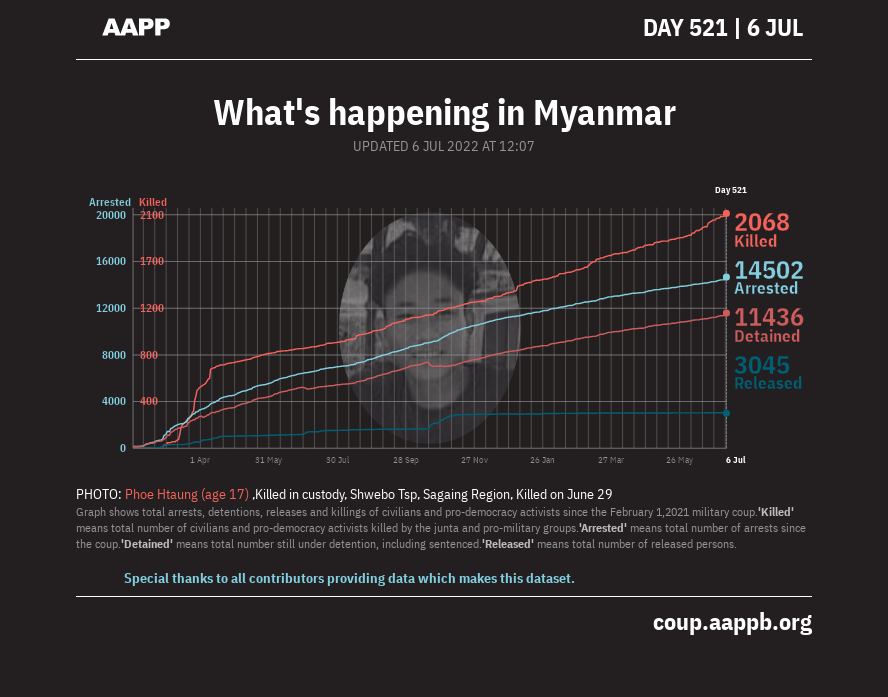 AAPP
DAY 521 | 6 JUL
What's happening in Myanmar
UPDATED 6 JUL 2022 AT 12:07
Day 521
Arrested Killed
20000 2100
16000 1700
12000 1200
8000 800
4000 400
0
2068
Killed
14502
Arrested
11436
Detained
3045
Released
1 Apr 31 May 30 Jul 28 Sep 27 Nov 26 Jan 27 Mar 26 May 6 Jul
PHOTO: Phoe Htaung (age 17) ,Killed in custody, Shwebo Tsp, Sagaing Region, Killed on June 29
Graph shows total arrests, detentions, releases and killings of civilians and pro-democracy activists since the February 1,2021 military coup.'Killed'
means total number of civilians and pro-democracy activists killed by the junta and pro-military groups.'Arrested' means total number of arrests since
the coup.'Detained' means total number still under detention, including sentenced.'Released' means total number of released persons.
Special thanks to all contributors providing data which makes this dataset.
coup.aappb.org